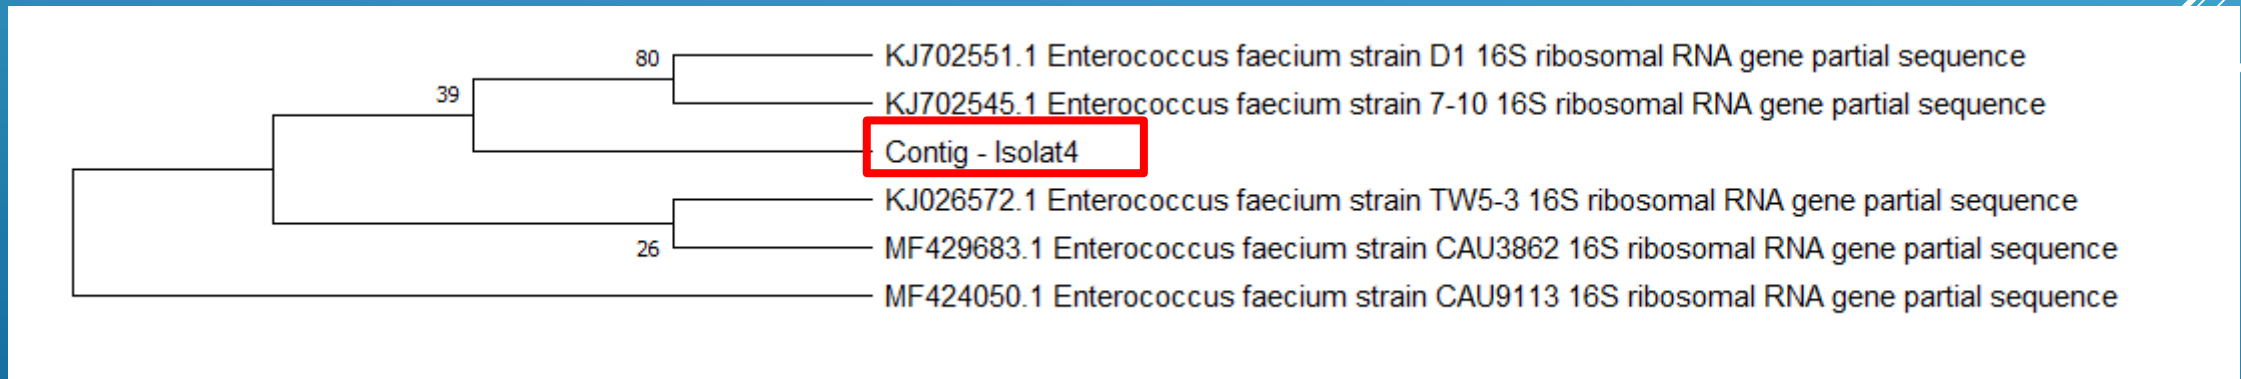 80
KJ702551.1 Enterococcus faecium strain D1 16S ribosomal RNA gene partial sequence
39
KJ702545.1 Enterococcus faecium strain 7-10 16S ribosomal RNA gene partial sequence
Contig - Isolat4
KJ026572.1 Enterococcus faecium strain TW5-3 16S ribosomal RNA gene partial sequence
26
MF429683.1 Enterococcus faecium strain CAU3862 16S ribosomal RNA gene partial sequence
MF424050.1 Enterococcus faecium strain CAU9113 16S ribosomal RNA gene partial sequence